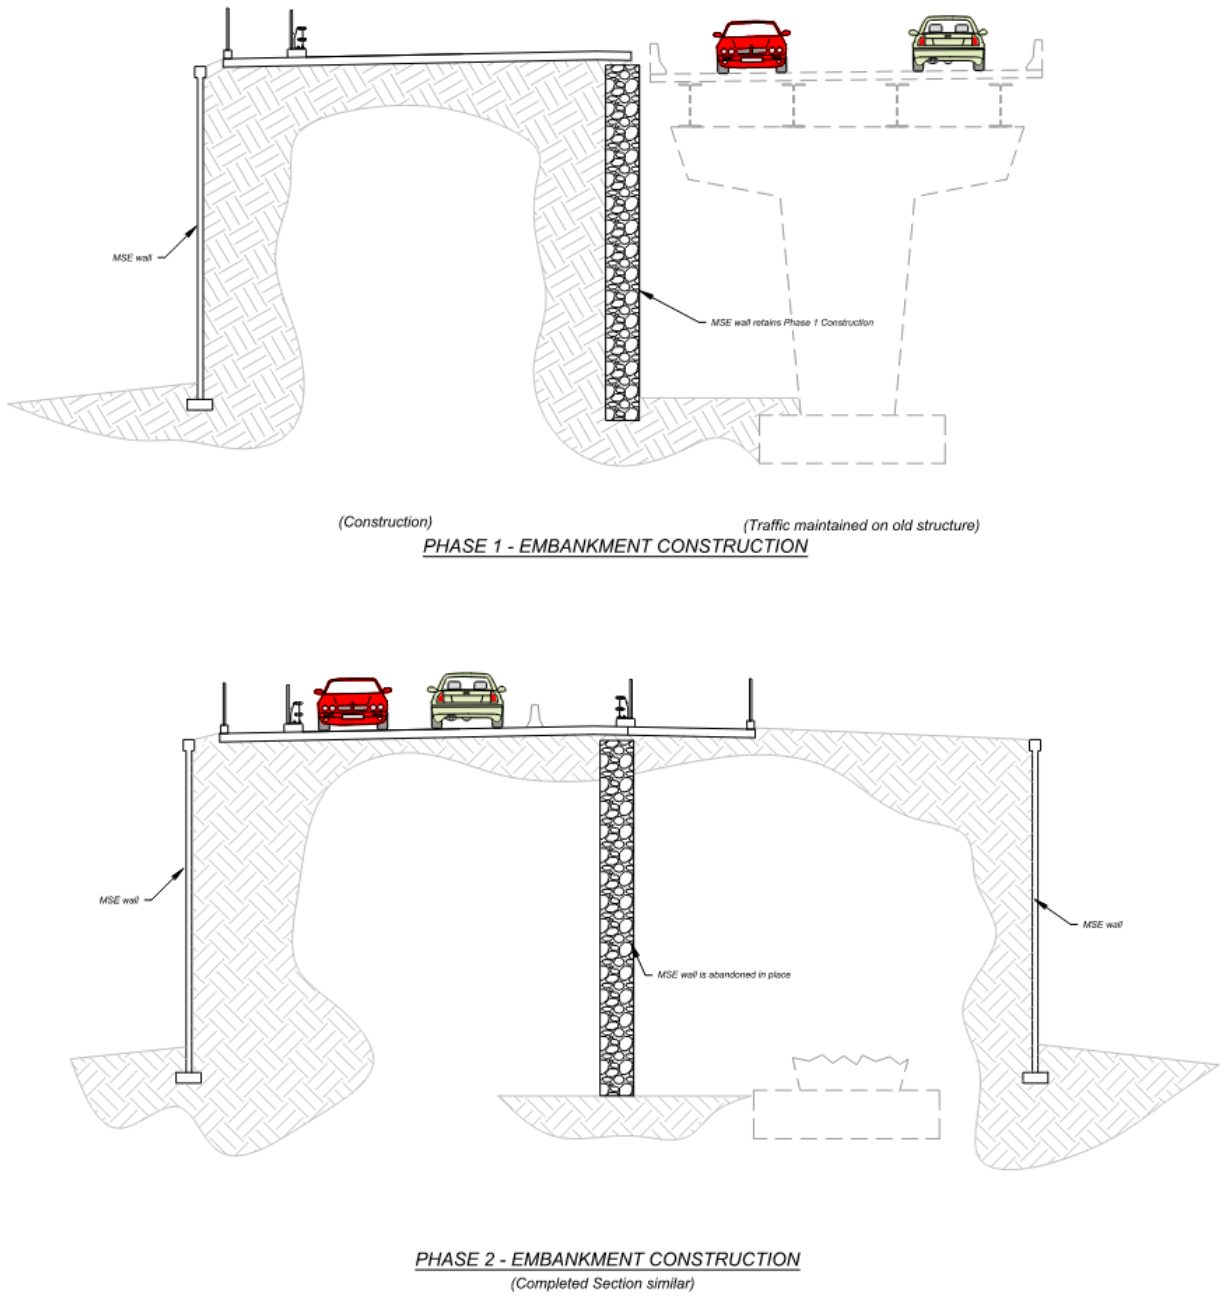 MSE wall
MSE wall retains Phase 1 Construction
(Construction)
(Traffic maintained on old structure)
PHASE 1 - EMBANKMENT CONSTRUCTION
MSE wall
MSE wall
MSE wall is abandoned in place
PHASE 2 - EMBANKMENT CONSTRUCTION
(Completed Section similar)